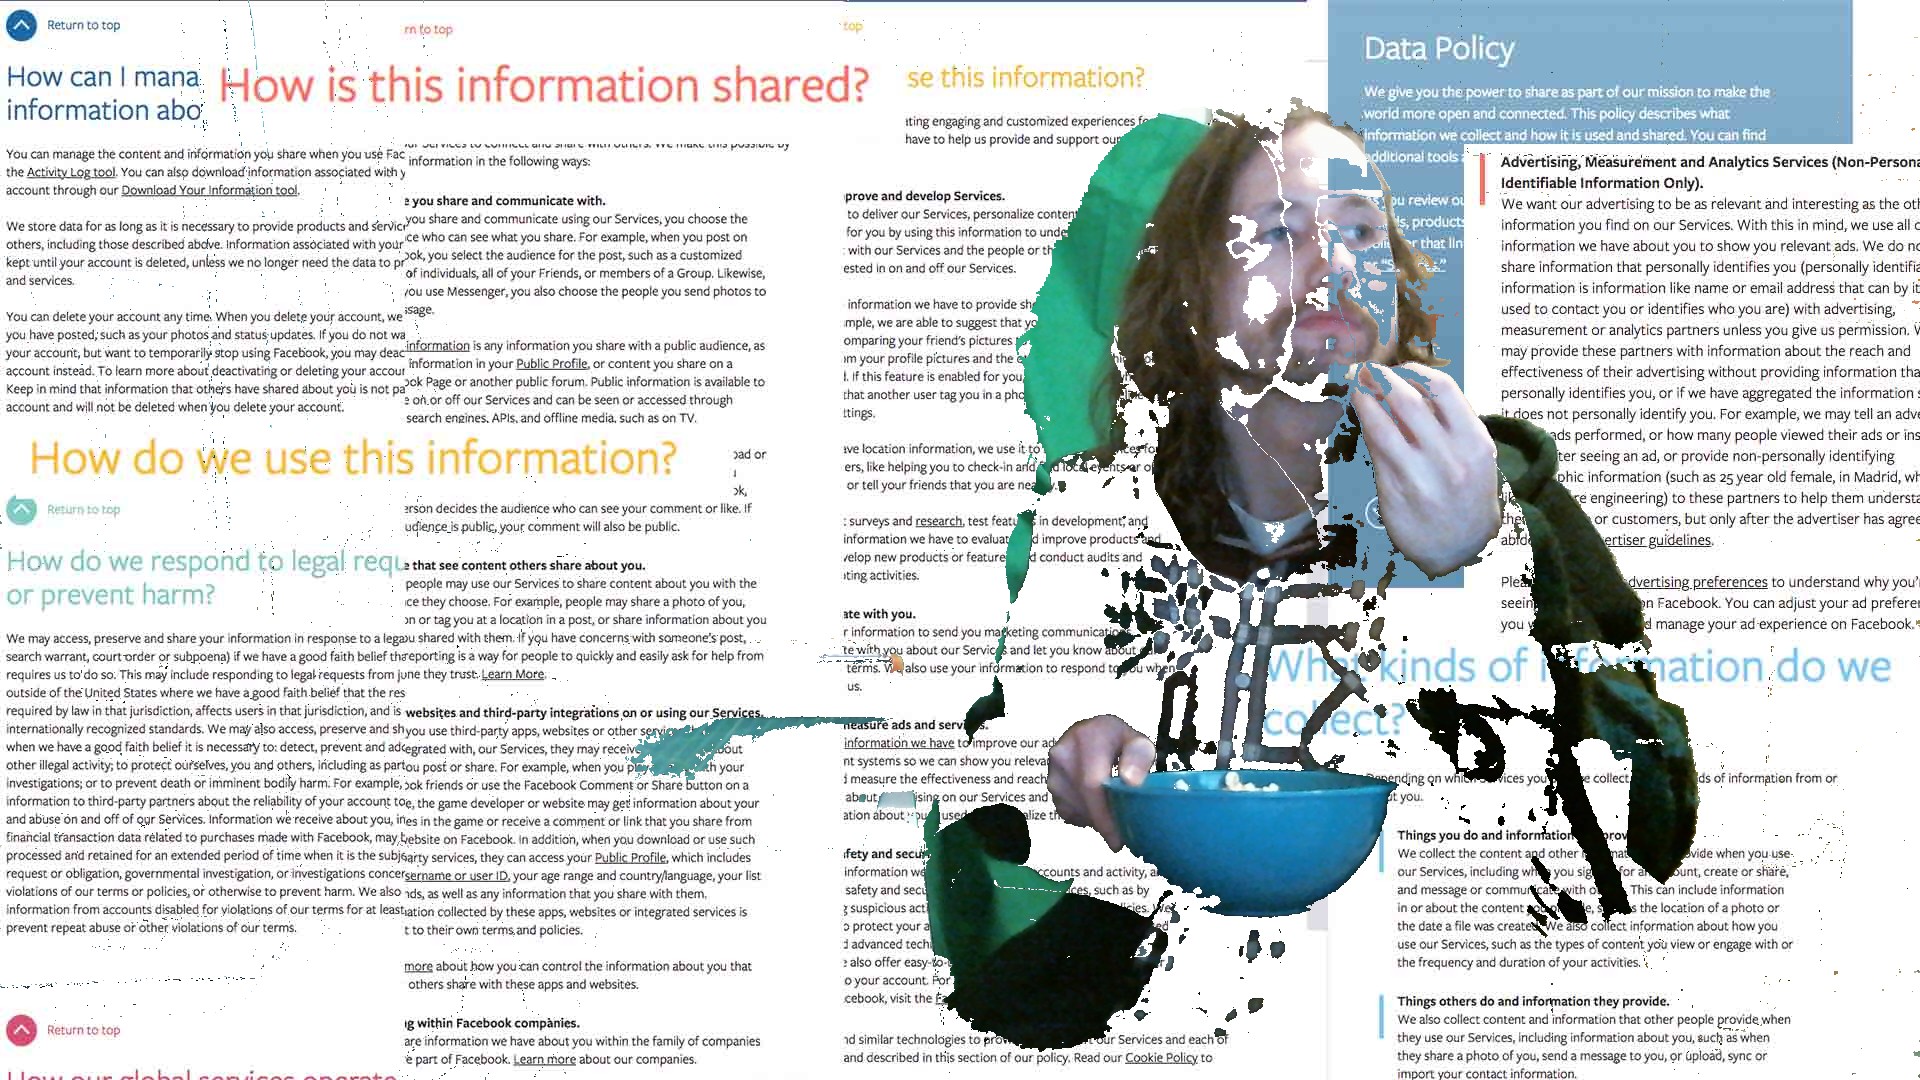 Return to top
How can I mana
information abo
You can manage the content and information you share when you use Fac
the Activity Log tool. You can also download information associated with y
account through our Download Your Information tool.
We store data for as long as it is necessary to provide products and service
others, including those described above. Information associated with your
kept until your account is deleted, unless we no longer need the data to pr
and services.
You can delete your account any time. When you delete your account, we
you have posted, such as your photos and status updates. If you do not wa
your account, but want to temporarily stop using Facebook, you may deac
account instead. To learn more about deactivating or deleting your accour
Keep in mind that information that others have shared about you is not pa
account and will not be deleted when you delete your account.
How do we use this information?
Return to top
How do we respond to legal requ
or prevent harm?
We may access, preserve and share your information in response to a lega
search warrant, court order or subpoena) if we have a good faith belief th
requires us to do so. This may include responding to legal requests from j
outside of the United States where we have a good faith belief that the res
required by law in that jurisdiction, affects users in that jurisdiction, and is
internationally recognized standards. We may also access, preserve and sh
when we have a good faith belief it is necessary to: detect, prevent and add
other illegal activity; to protect ourselves, you and others, including as part
investigations; or to prevent death or imminent bodily harm. For example,
information to third-party partners about the reliability of your account to
and abuse on and off of our Services. Information we receive about you, in
financial transaction data related to purchases made with Facebook, may b
processed and retained for an extended period of time when it is the subje
request or obligation, governmental investigation, or investigations concer
violations of our terms or policies, or otherwise to prevent harm. We also
information from accounts disabled for violations of our terms for at least
prevent repeat abuse or other violations of our terms.
Return to top
How our global services operate
rn to top
How is this information shared?
information in the following ways:
e you share and communicate with.
you share and communicate using our Services, you choose the
ce who can see what you share. For example, when you post on
ok, you select the audience for the post, such as a customized
of individuals, all of your Friends, or members of a Group. Likewise,
you use Messenger, you also choose the people you send photos to
ssage.
information is any information you share with a public audience, as
information in your Public Profile, or content you share on a
ok Page or another public forum. Public information is available to
e on or off our Services and can be seen or accessed through
search engines, APIs, and offline media, such as on TV.
oad or
ok,
erson decides the audience who can see your comment or like. If
udience is public, your comment will also be public.
e that see content others share about you.
people may use our Services to share content about you with the
ce they choose. For example, people may share a photo of you,
on or tag you at a location in a post, or share information about you
u shared with them. If you have concerns with someone's post,
reporting is a way for people to quickly and easily ask for help from
ne they trust. Learn More.
websites and third-party integrations on or using our Services.
you use third-party apps, websites or other servic
egrated with, our Services, they may receive about
ou post or share. For example, when you pl with your
ook friends or use the Facebook Comment or Share button on a
e, the game developer or website may get information about your
es in the game or receive a comment or link that you share from
ebsite on Facebook. In addition, when you download or use such
arty services, they can access your Public Profile, which includes
sername or user ID, your age range and country/language, your list
nds, as well as any information that you share with them.
ation collected by these apps, websites or integrated services is
t to their own terms and policies.
more about how you can control the information about you that
others share with these apps and websites.
g within Facebook companies.
are information we have about you within the family of companies
e part of Facebook. Learn more about our companies.
top
se this information?
ting engaging and customized experiences fo
have to help us provide and support our
prove and develop Services.
to deliver our Services, personalize conten
for you by using this information to unde
with our Services and the people or th
ested in on and off our Services.
information we have to provide sh
mple, we are able to suggest that yo
omparing your friend's pictures
m your profile pictures and the
. If this feature is enabled for you
that another user tag you in a pho
ttings.
ave location information, we use it to
ers, like helping you to check-in and find local events or o
or tell your friends that you are nea
surveys and research, test features in development, and
information we have to evaluate and improve products and
velop new products or features, and conduct audits and
ting activities.
ate with you.
r information to send you marketing communications,
te with you about our Services and let you know about
terms. We also use your information to respond to you when
us.
measure ads and services.
information we have to improve our ad
nt systems so we can show you releva
measure the effectiveness and reach
fety and secu
information we accounts and activity,
safety and secu such as by
suspicious act
o protect your a
d advanced tech
e also offer easy-to-
o your account. For
cebook, visit the
nd similar technologies to provide our Services and each of
and described in this section of our policy. Read our Cookie Policy to
Data Policy
We give you the power to share as part of our mission to make the
world more open and connected. This policy describes what
information we collect and how it is used and shared. You can find
additional tools
you review ou
Advertising, Measurement and Analytics Services (Non-Persona
Identifiable Information Only).
We want our advertising to be as relevant and interesting as the oth
information you find on our Services. With this in mind, we use all o
information we have about you to show you relevant ads. We do no
share information that personally identifies you (personally identifia
information is information like name or email address that can by it
used to contact you or identifies who you are) with advertising,
measurement or analytics partners unless you give us permission. W
may provide these partners with information about the reach and
effectiveness of their advertising without providing information tha
personally identifies you, or if we have aggregated the information s
it does not personally identify you. For example, we may tell an adve
ads performed, or how many people viewed their ads or ins
ter seeing an ad, or provide non-personally identifying
phic information (such as 25 year old female, in Madrid, wh
re engineering) to these partners to help them understa
or customers, but only after the advertiser has agree
ertiser guidelines.
dvertising preferences to understand why you'r
seein on Facebook. You can adjust your ad preferen
you d manage your ad experience on Facebook.
What kinds of information do we
collect?
Depending on which Services you use, we collect ds of information from or
ut you.
Things you do and information
We collect the content and other informat vide when you use
our Services, including when you sign for an account, create or share,
and message or communicate with o This can include information
in or about the content you as the location of a photo or
the date a file was created. We also collect information about how you
use our Services, such as the types of content you view or engage with or
the frequency and duration of your activities.
Things others do and information they provide.
We also collect content and information that other people provide when
they use our Services, including information about you, such as when
they share a photo of you, send a message to you, or upload, sync or
import your contact information.